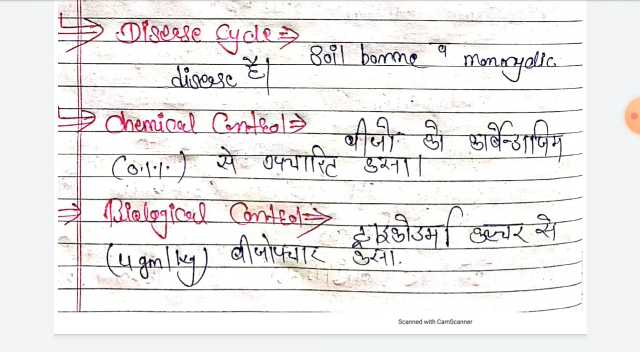 Disease Cycle ⇒ Soil borne व monocyclic
disease है।
Chemical Control ⇒ बीजों को कार्बेन्डाजिम
(0.1%) से उपचारित करना।
Biological Control ⇒ ट्राइकोडर्मा कल्चर से
(4 gm/kg) बीजोपचार करना.
Scanned with CamScanner